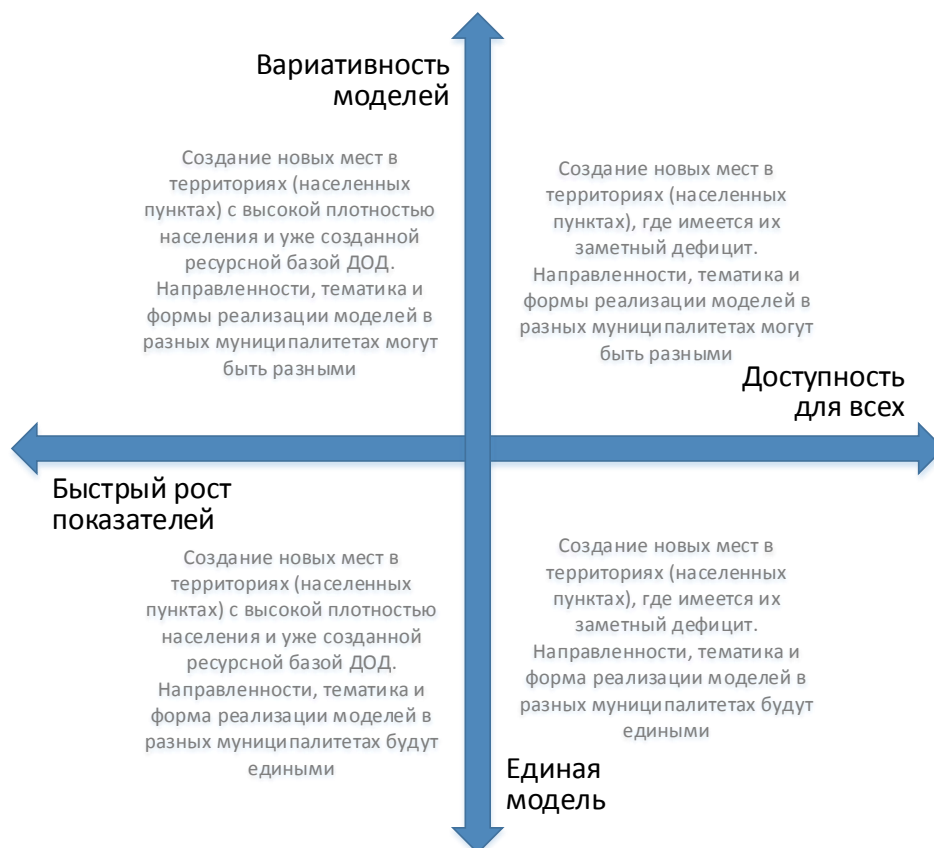 Вариативность
моделей
Создание новых мест в
территориях (населенных
пунктах) с высокой плотностью
населения и уже созданной
ресурсной базой ДОД.
Направленности, тематика и
формы реализации моделей в
разных муниципалитетах могут
быть разными
Создание новых мест в
территориях (населенных
пунктах), где имеется их
заметный дефицит.
Направленности, тематика и
формы реализации моделей в
разных муниципалитетах могут
быть разными
Доступность
для всех
Быстрый рост
показателей
Создание новых мест в
территориях (населенных
пунктах) с высокой плотностью
населения и уже созданной
ресурсной базой ДОД.
Направленности, тематика и
форма реализации моделей в
разных муниципалитетах будут
едиными
Создание новых мест в
территориях (населенных
пунктах), где имеется их
заметный дефицит.
Направленности, тематика и
форма реализации моделей в
разных муниципалитетах будут
едиными
Единая
модель